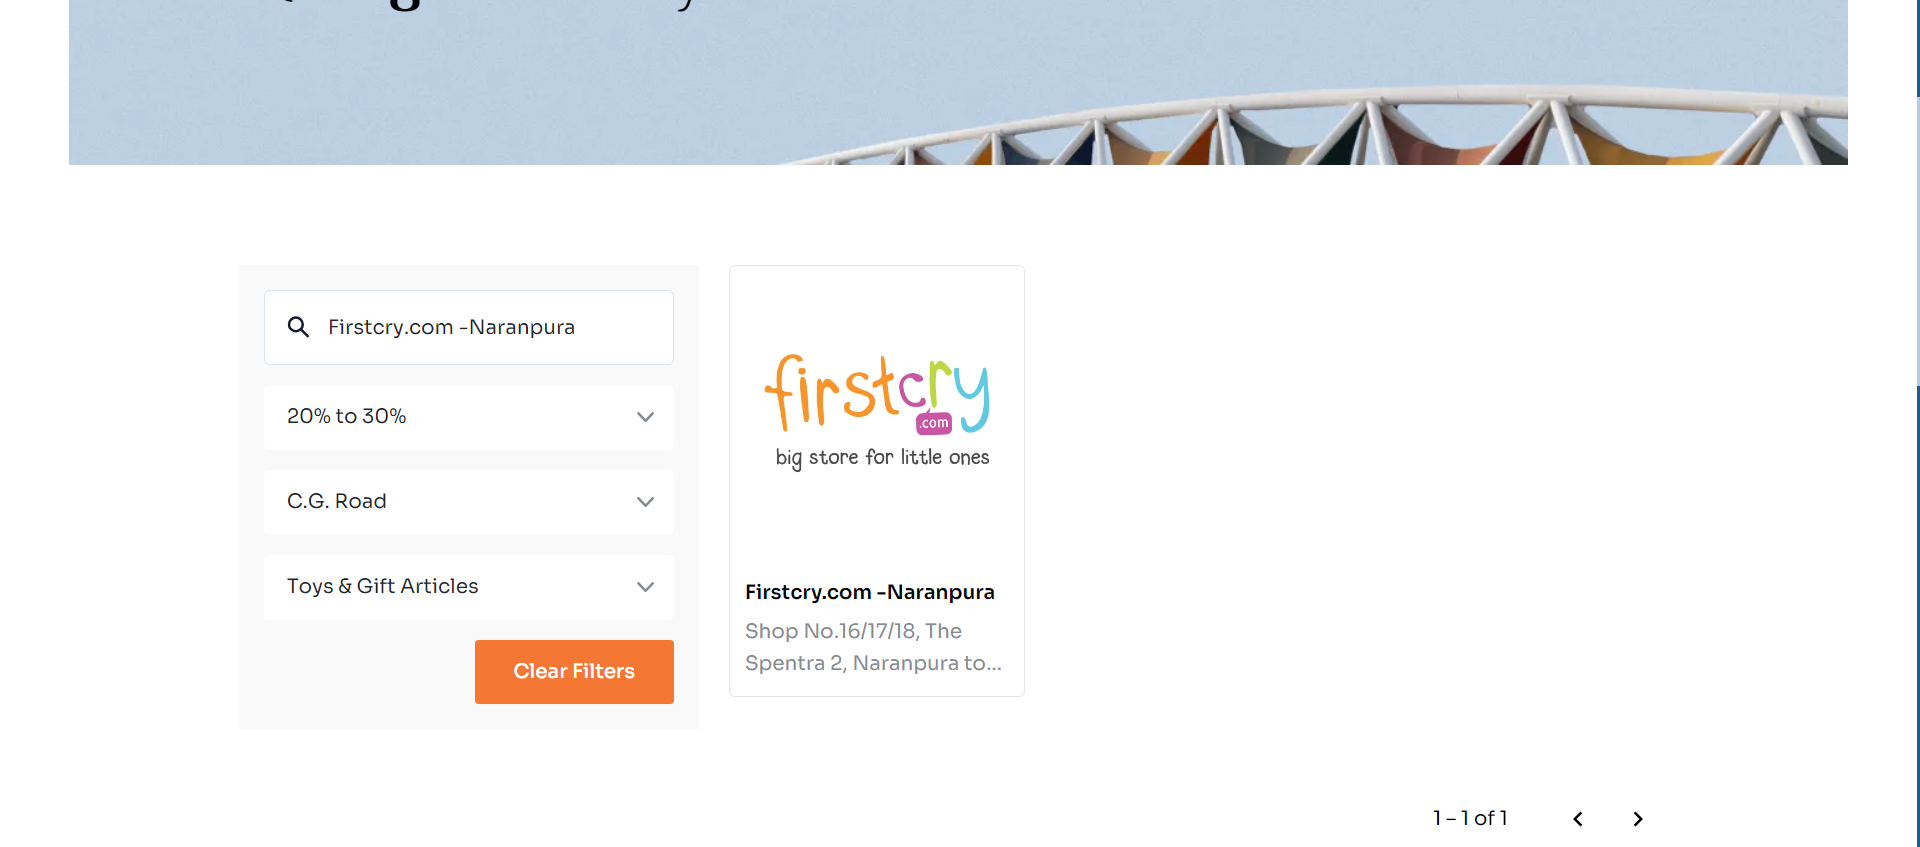 Firstcry.com -Naranpura
20% to 30%
C.G. Road
Toys & Gift Articles
Clear Filters
firstcry
.com
big store for little ones
Firstcry.com -Naranpura
Shop No.16/17/18, The
Spentra 2, Naranpura to...
1 – 1 of 1